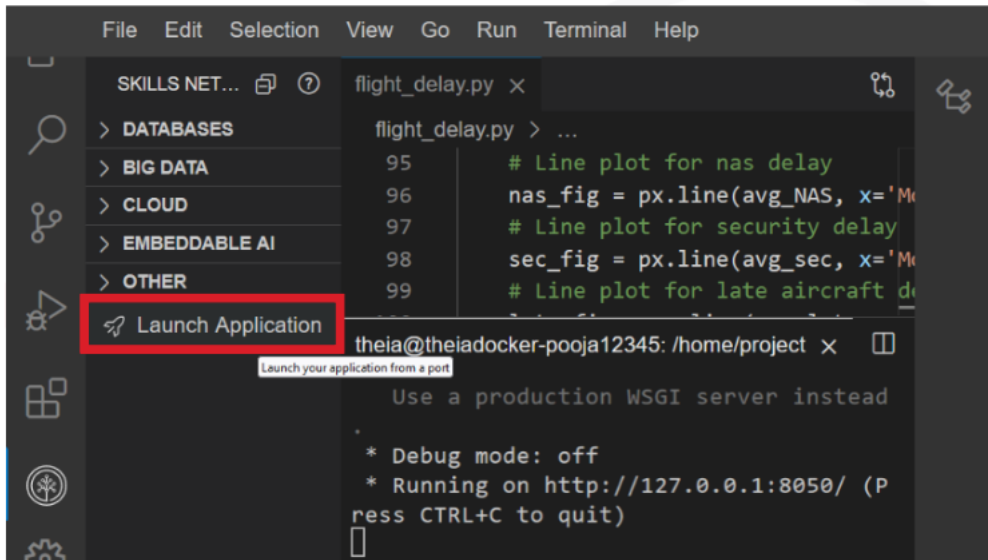 File Edit Selection View Go Run Terminal Help
SKILLS NET...
DATABASES
BIG DATA
CLOUD
EMBEDDABLE AI
OTHER
Launch Application
Launch your application from a port
flight_delay.py ×
flight_delay.py > ...
95 # Line plot for nas delay
96 nas_fig = px.line(avg_NAS, x='Mo
97 # Line plot for security delay
98 sec_fig = px.line(avg_sec, x='Mo
99 # Line plot for late aircraft de
theia@theiadocker-pooja12345: /home/project ×
Use a production WSGI server instead
.
* Debug mode: off
* Running on http://127.0.0.1:8050/ (P
ress CTRL+C to quit)